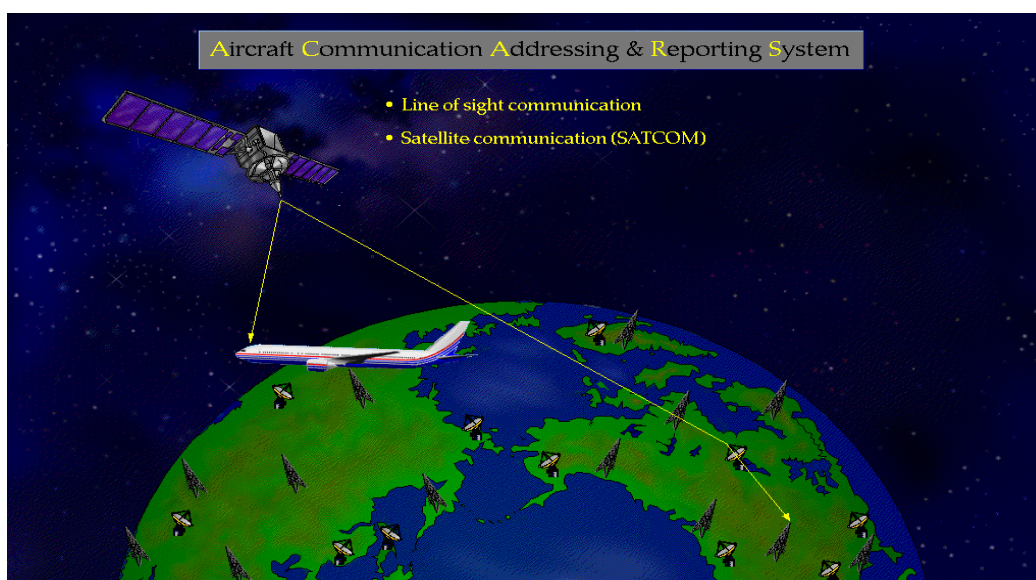 Aircraft Communication Addressing & Reporting System
• Line of sight communication
• Satellite communication (SATCOM)